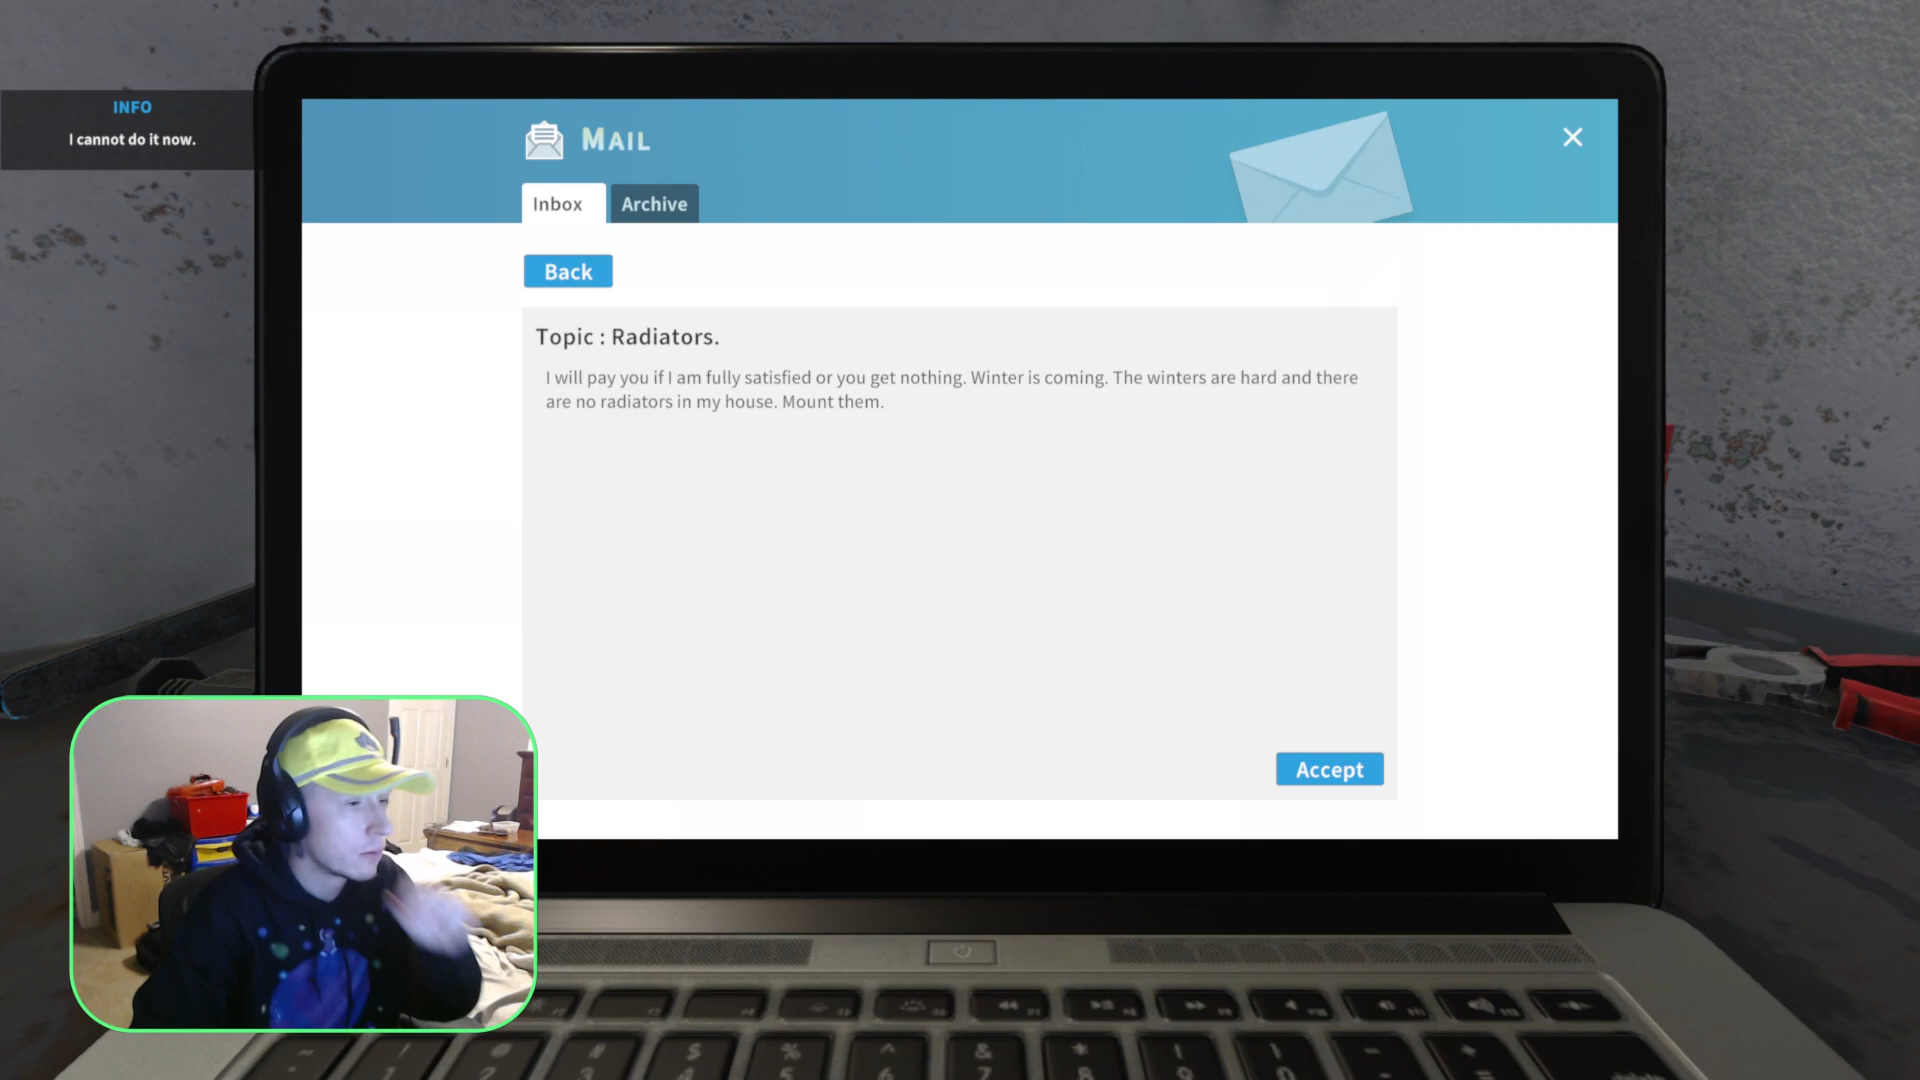 INFO
I cannot do it now.
MAIL
Inbox
Archive
Back
Topic : Radiators.
I will pay you if I am fully satisfied or you get nothing. Winter is coming. The winters are hard and there
are no radiators in my house. Mount them.
Accept